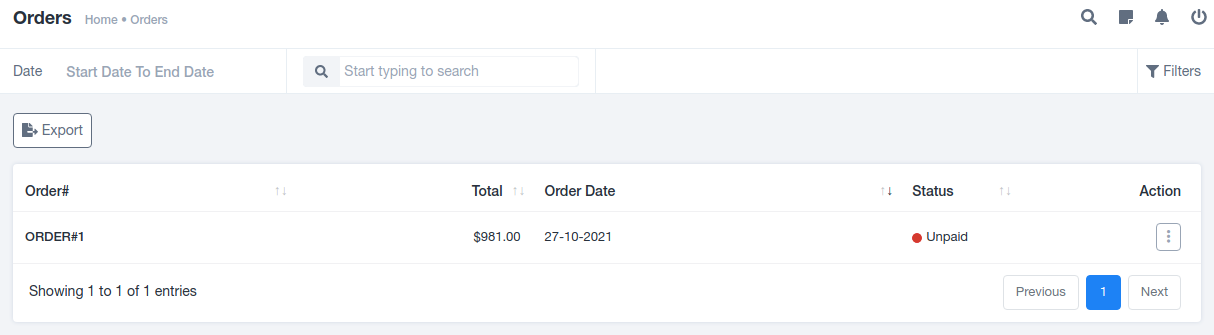 Orders Home • Orders
Date Start Date To End Date Start typing to search Filters
Export
Order# Total Order Date Status Action
ORDER#1 $981.00 27-10-2021 Unpaid
Showing 1 to 1 of 1 entries Previous 1 Next